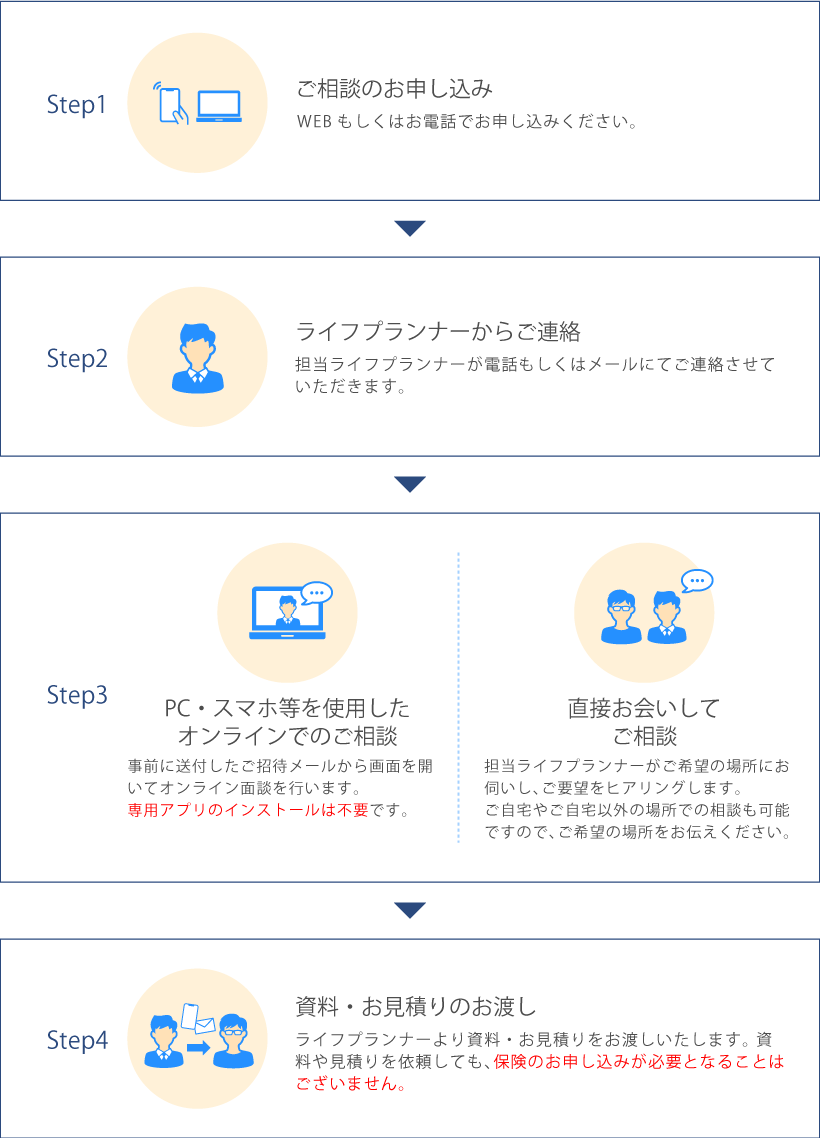 Step1
ご相談のお申し込み
WEB もしくはお電話でお申し込みください。
Step2
ライフプランナーからご連絡
担当ライフプランナーが電話もしくはメールにてご連絡させて
いただきます。
Step3
PC・スマホ等を使用した
オンラインでのご相談
事前に送付したご招待メールから画面を開
いてオンライン面談を行います。
専用アプリのインストールは不要です。
直接お会いして
ご相談
担当ライフプランナーがご希望の場所にお
伺いし、ご要望をヒアリングします。
ご自宅やご自宅以外の場所での相談も可能
ですので、ご希望の場所をお伝えください。
Step4
資料・お見積りのお渡し
ライフプランナーより資料・お見積りをお渡しいたします。資
料や見積りを依頼しても、保険のお申し込みが必要となることは
ございません。